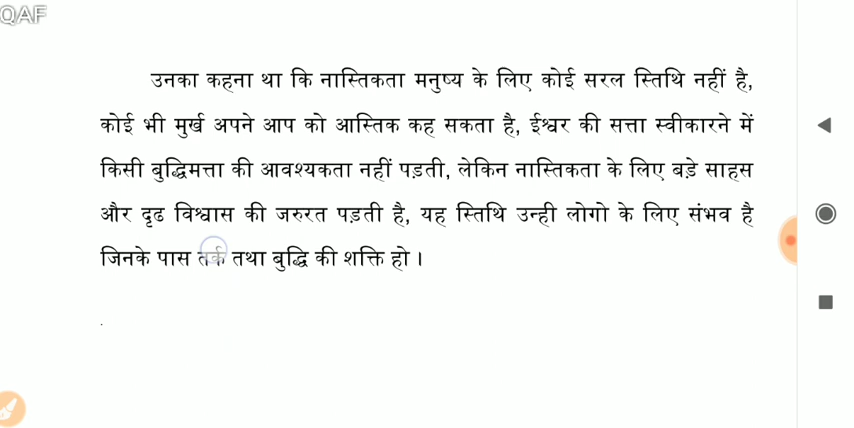 QAF
उनका कहना था कि नास्तिकता मनुष्य के लिए कोई सरल स्तिथि नहीं है,
कोई भी मुर्ख अपने आप को आस्तिक कह सकता है, ईश्वर की सत्ता स्वीकारने में
किसी बुद्धिमत्ता की आवश्यकता नहीं पड़ती, लेकिन नास्तिकता के लिए बड़े साहस
और दृढ विश्वास की जरुरत पड़ती है, यह स्तिथि उन्ही लोगो के लिए संभव है
जिनके पास तर्क तथा बुद्धि की शक्ति हो ।